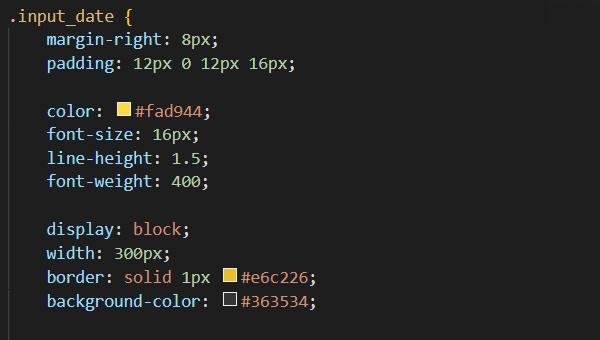 .input_date {
margin-right: 8px;
padding: 12px 0 12px 16px;
color: #fad944;
font-size: 16px;
line-height: 1.5;
font-weight: 400;
display: block;
width: 300px;
border: solid 1px #e6c226;
background-color: #363534;